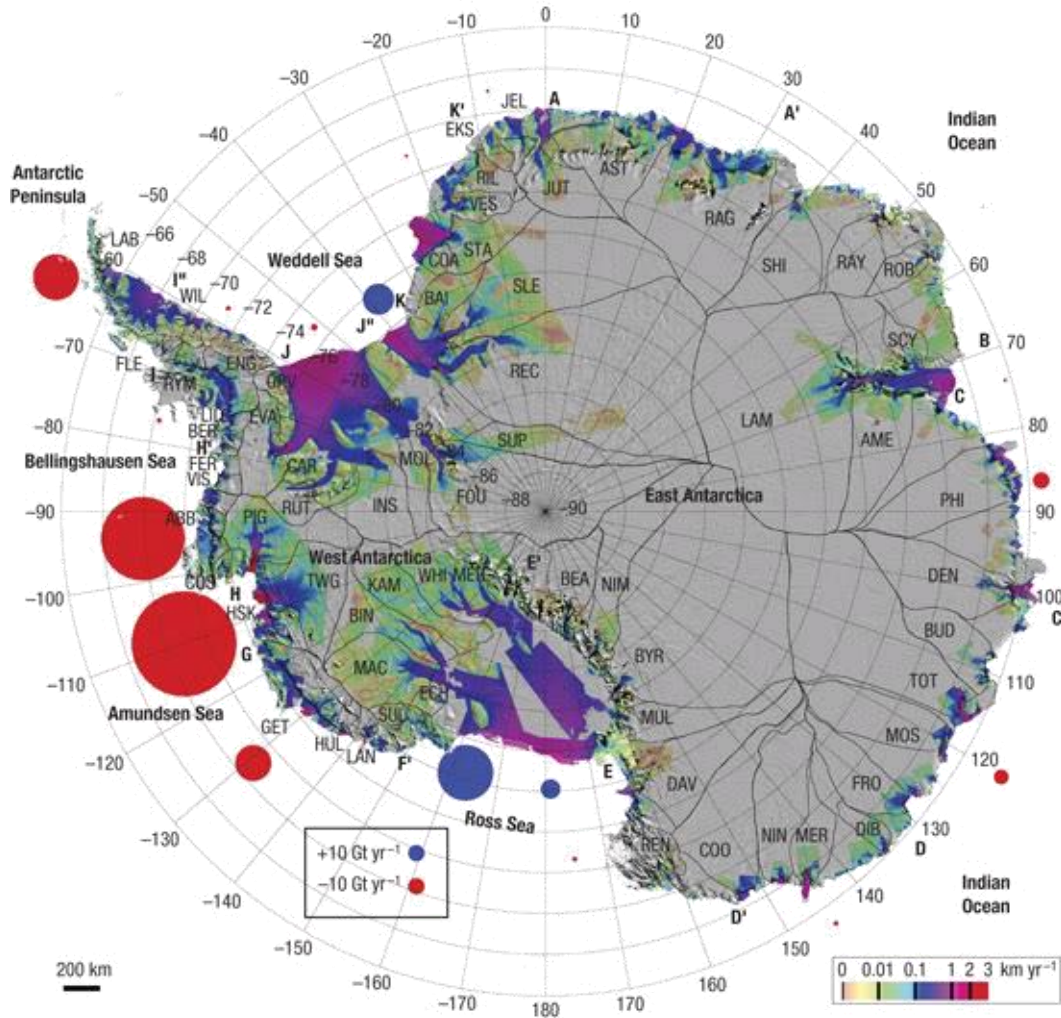 0
A
-10
10
-20
20
-30
30
A'
-40
40
-50
50
-60
60
-70
70
-80
80
-90
90
-100
100
-110
110
-120
120
-130
130
-140
140
-150
150
-160
160
-170
170
180
Indian
Ocean
Antarctic
Peninsula
Weddell Sea
K'
JEL
EKS
RIL
VES
JUT
AST
RAG
SHI
RAY
ROB
SCY
B
C
LAM
AME
PHI
DEN
BUD
TOT
MOS
FRO
DIB
D
MER
NIN
COO
D'
REN
DAV
MUL
BYR
NIM
BEA
E'
E
STA
COA
BAI
SLE
REC
SUP
K
J"
J
LAB
I"
WIL
-66
-68
-70
-72
-74
-76
-78
-82
-86
-88
-90
FLE
RYM
ENG
EVA
BER
H'
FER
VIS
ABB
COS
CAR
RUT
MOL
FOU
INS
PIG
Bellingshausen Sea
East Antarctica
West Antarctica
TWG
KAM
WHI
BIN
MAC
SUL
H
HSK
G
GET
HUL
LAN
F'
Amundsen Sea
Ross Sea
+10 Gt yr⁻¹
−10 Gt yr⁻¹
Indian
Ocean
200 km
0 0.01 0.1 1 2 3 km yr⁻¹